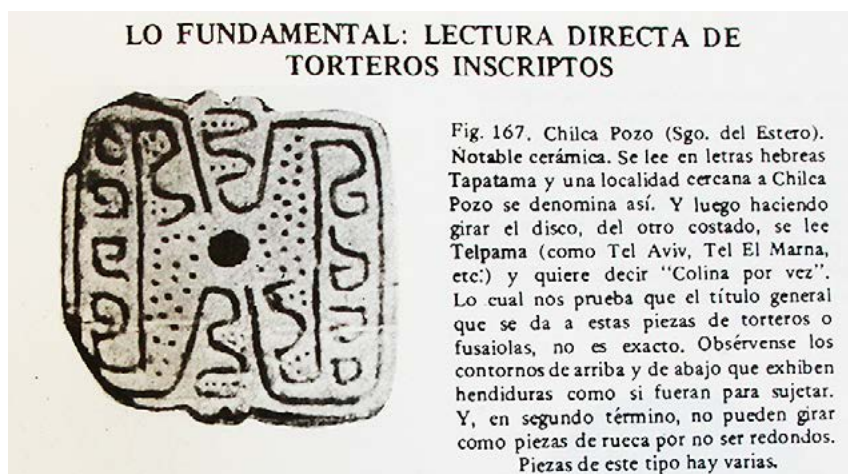 LO FUNDAMENTAL: LECTURA DIRECTA DE
TORTEROS INSCRIPTOS
Fig. 167. Chilca Pozo (Sgo. del Estero).
Notable cerámica. Se lee en letras hebreas
Tapatama y una localidad cercana a Chilca
Pozo se denomina así. Y luego haciendo
girar el disco, del otro costado, se lee
Telpama (como Tel Aviv, Tel El Marna,
etc.) y quiere decir "Colina por vez".
Lo cual nos prueba que el título general
que se da a estas piezas de torteros o
fusaiolas, no es exacto. Obsérvense los
contornos de arriba y de abajo que exhiben
hendiduras como si fueran para sujetar.
Y, en segundo término, no pueden girar
como piezas de rueca por no ser redondos.
Piezas de este tipo hay varias.